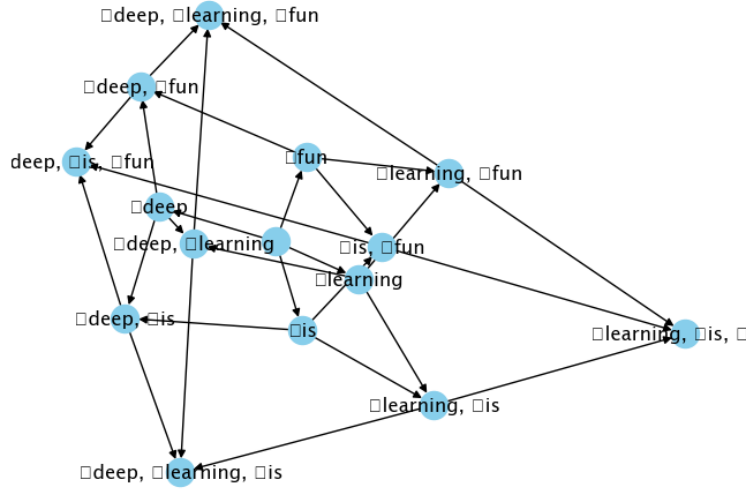 ▯deep, ▯learning, ▯fun
▯deep, ▯fun
deep, ▯is, ▯fun
▯fun
▯learning, ▯fun
▯deep
▯deep, ▯learning
▯is, ▯fun
▯learning
▯deep, ▯is
▯is
▯learning, ▯is, ▯
▯learning, ▯is
▯deep, ▯learning, ▯is